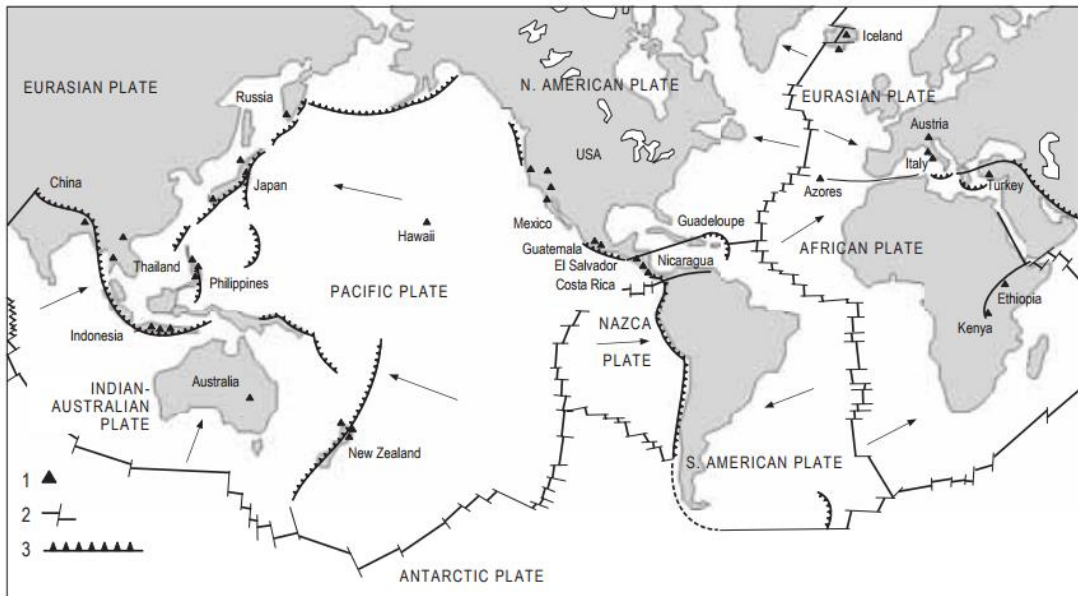 Iceland
EURASIAN PLATE
N. AMERICAN PLATE
EURASIAN PLATE
Russia
Austria
USA
Italy
China
Japan
Azores
Turkey
Mexico
Guadeloupe
Hawaii
Guatemala
AFRICAN PLATE
Thailand
El Salvador
Nicaragua
Philippines
Costa Rica
PACIFIC PLATE
Ethiopia
Indonesia
NAZCA
PLATE
Kenya
Australia
INDIAN-
AUSTRALIAN
PLATE
New Zealand
S. AMERICAN PLATE
1
2
3
ANTARCTIC PLATE